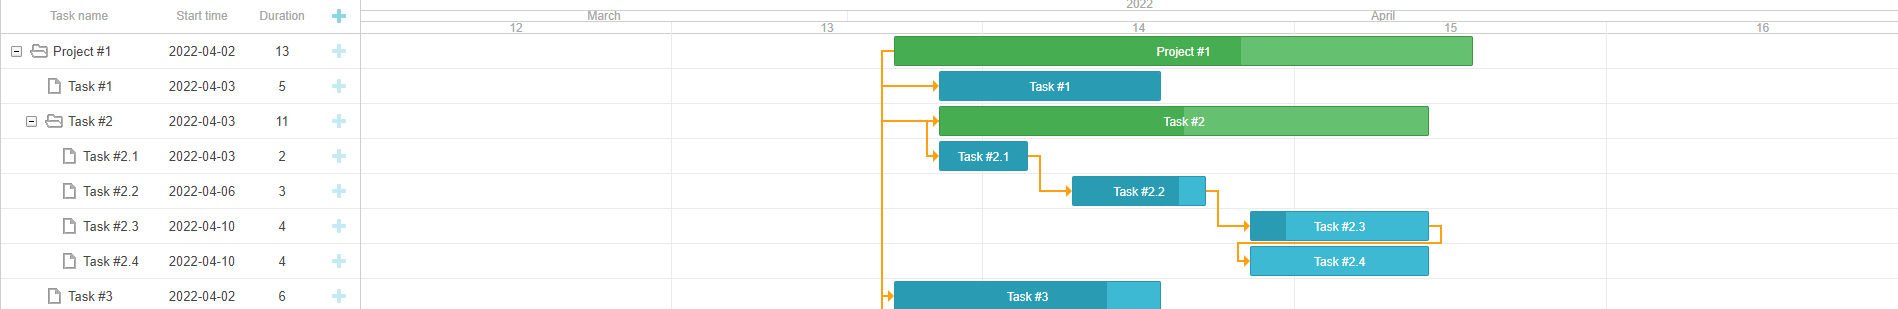 2022
Task name Start time Duration March April
12 13 14 15 16
Project #1 2022-04-02 13 Project #1
Task #1 2022-04-03 5 Task #1
Task #2 2022-04-03 11 Task #2
Task #2.1 2022-04-03 2 Task #2.1
Task #2.2 2022-04-06 3 Task #2.2
Task #2.3 2022-04-10 4 Task #2.3
Task #2.4 2022-04-10 4 Task #2.4
Task #3 2022-04-02 6 Task #3